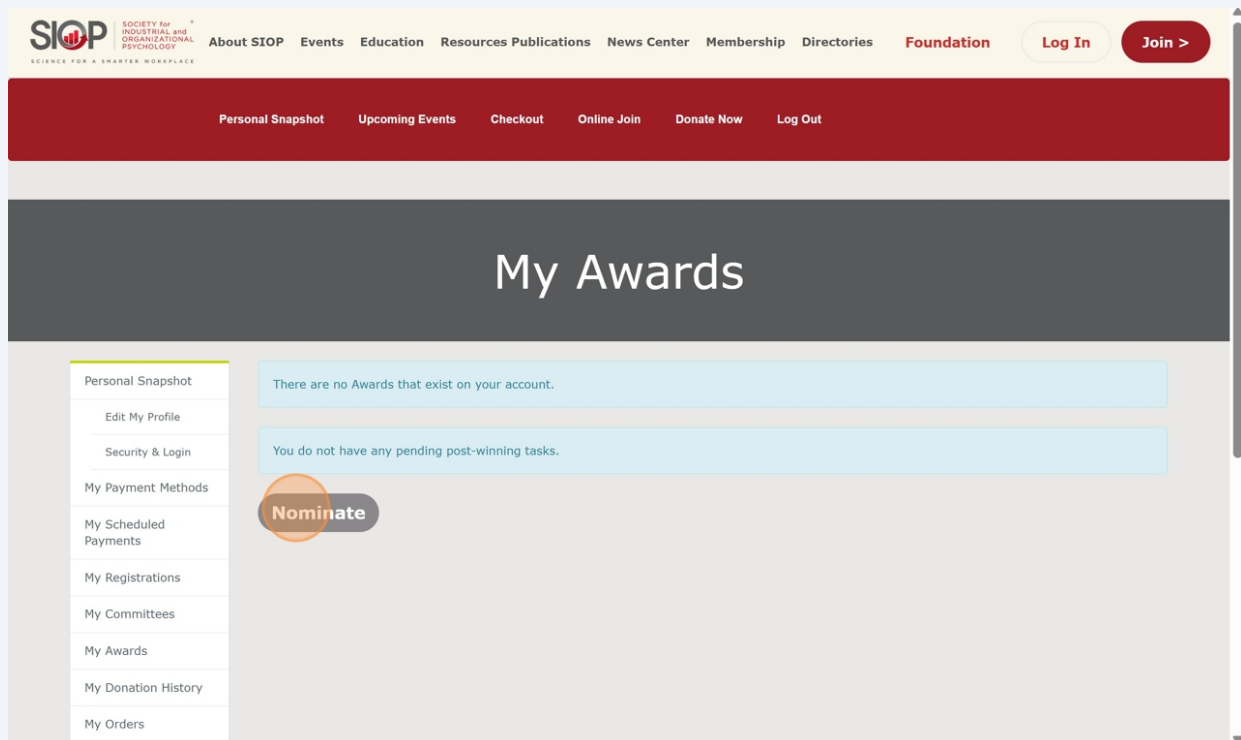 SIOP
SOCIETY for
INDUSTRIAL and
ORGANIZATIONAL
PSYCHOLOGY
SCIENCE FOR A SMARTER WORKPLACE
About SIOP Events Education Resources Publications News Center Membership Directories Foundation Log In Join >
Personal Snapshot Upcoming Events Checkout Online Join Donate Now Log Out
My Awards
Personal Snapshot
Edit My Profile
Security & Login
My Payment Methods
My Scheduled
Payments
My Registrations
My Committees
My Awards
My Donation History
My Orders
There are no Awards that exist on your account.
You do not have any pending post-winning tasks.
Nominate